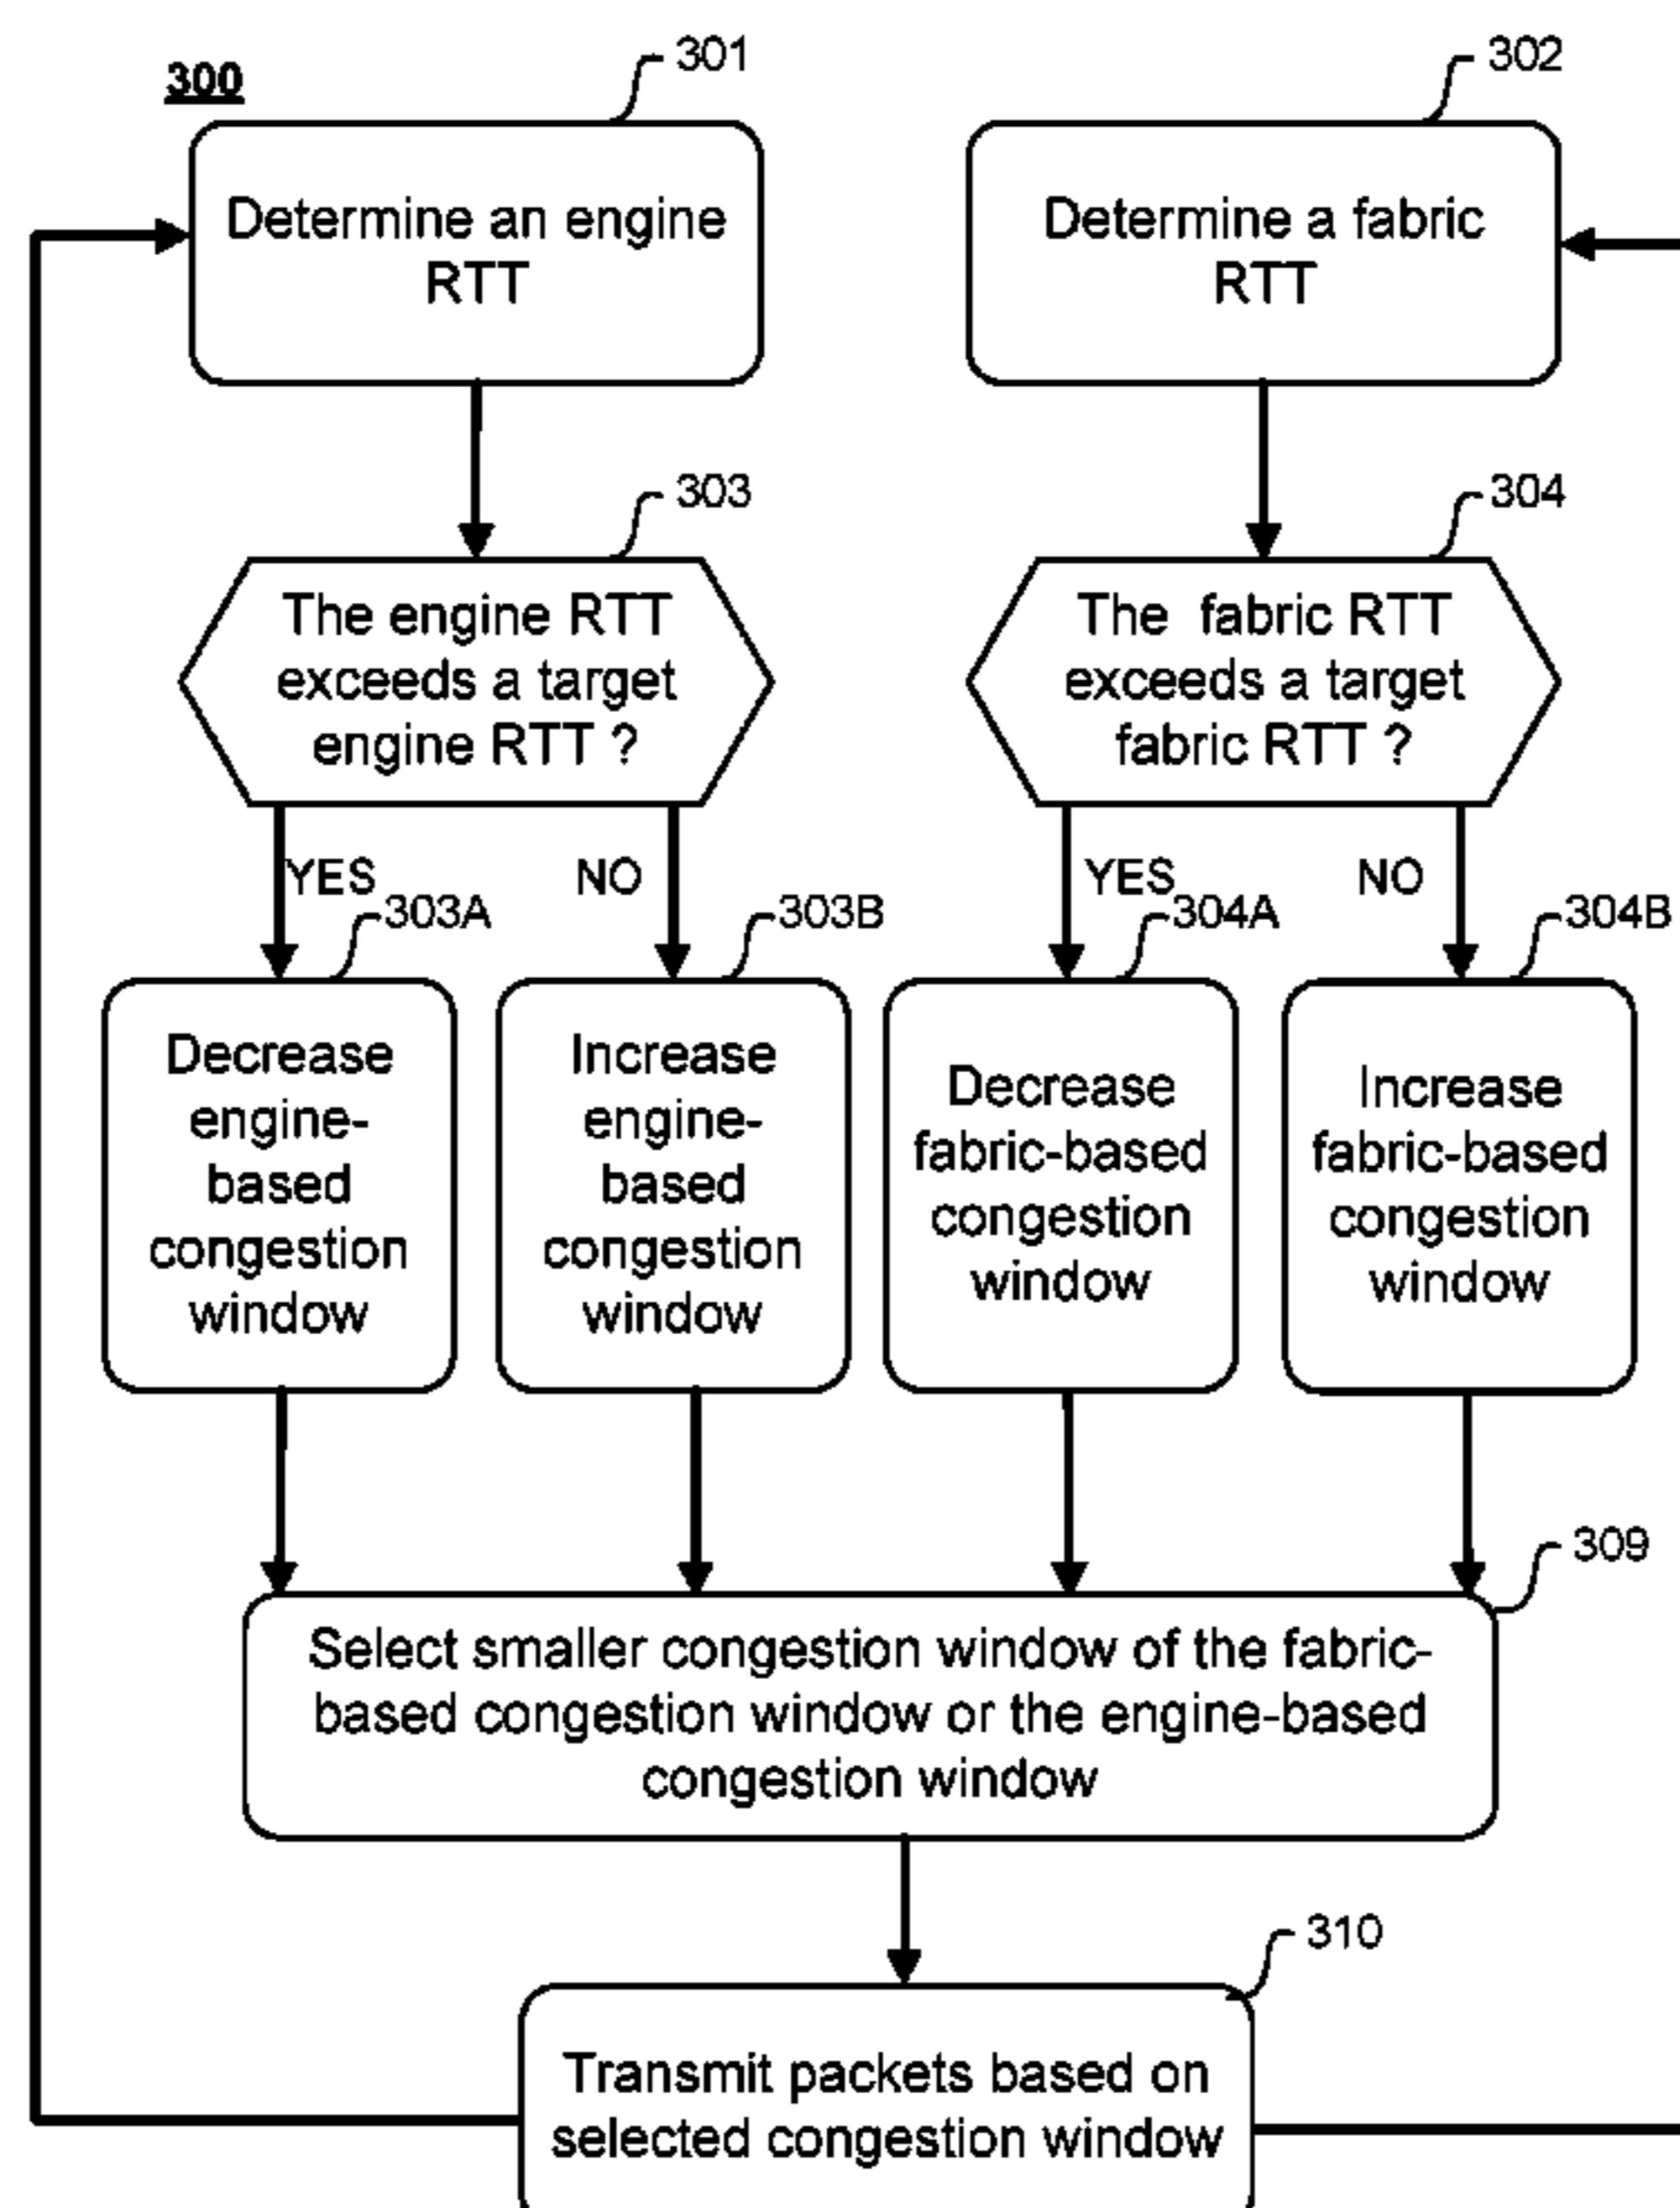 300
301
302
Determine an engine
RTT
Determine a fabric
RTT
303
304
The engine RTT
exceeds a target
engine RTT ?
The fabric RTT
exceeds a target
fabric RTT ?
YES
NO
YES
NO
303A
303B
304A
304B
Decrease
engine-
based
congestion
window
Increase
engine-
based
congestion
window
Decrease
fabric-based
congestion
window
Increase
fabric-based
congestion
window
309
Select smaller congestion window of the fabric-
based congestion window or the engine-based
congestion window
310
Transmit packets based on
selected congestion window